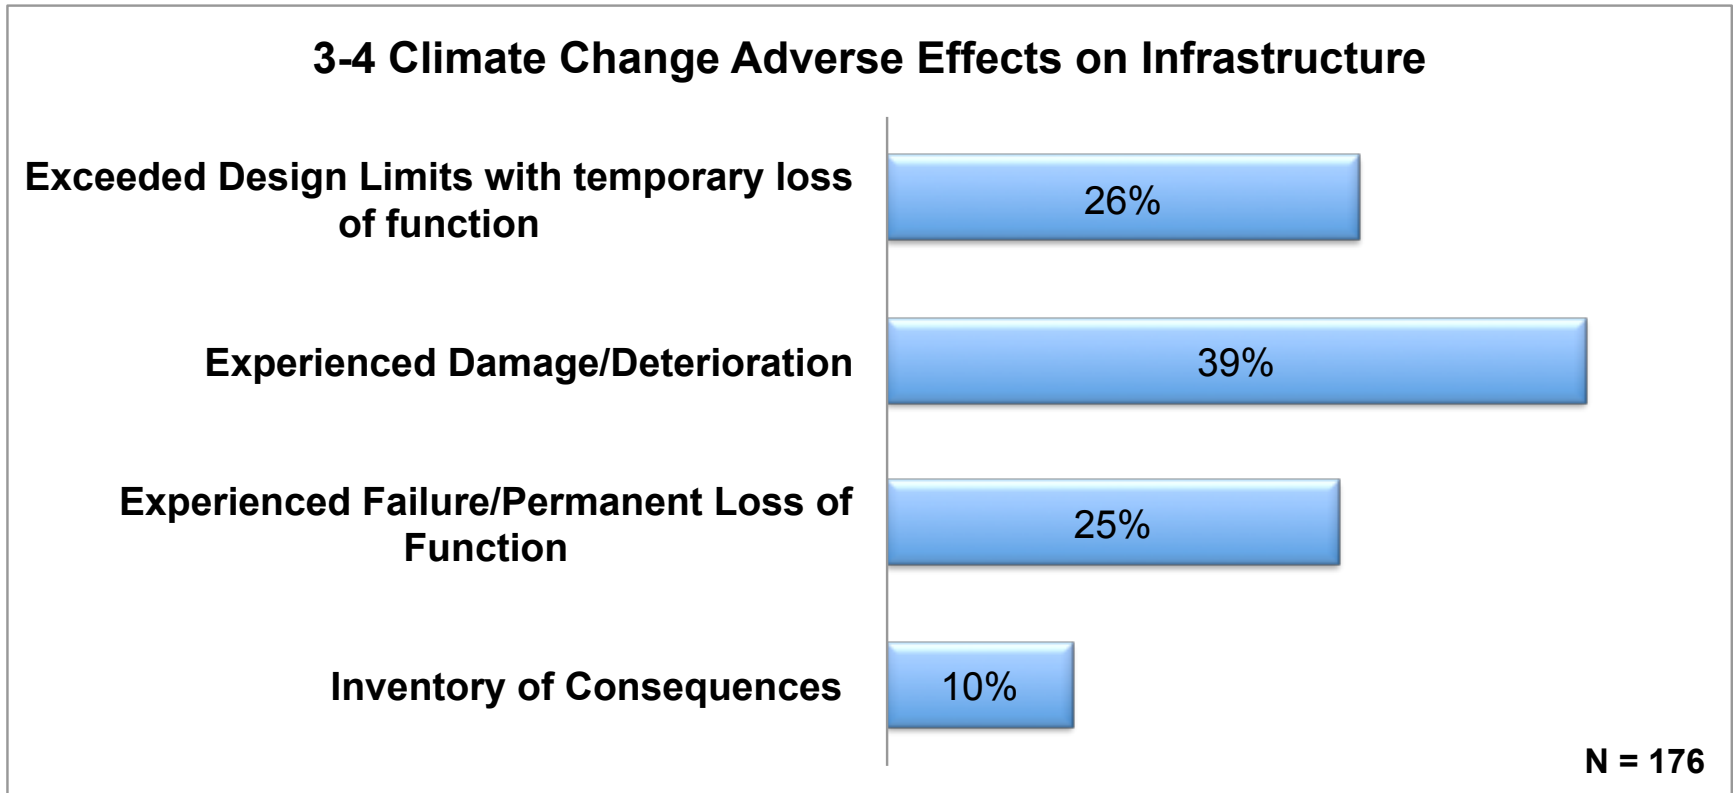 3-4 Climate Change Adverse Effects on Infrastructure
Exceeded Design Limits with temporary loss
of function
26%
Experienced Damage/Deterioration
39%
Experienced Failure/Permanent Loss of
Function
25%
Inventory of Consequences
10%
N = 176